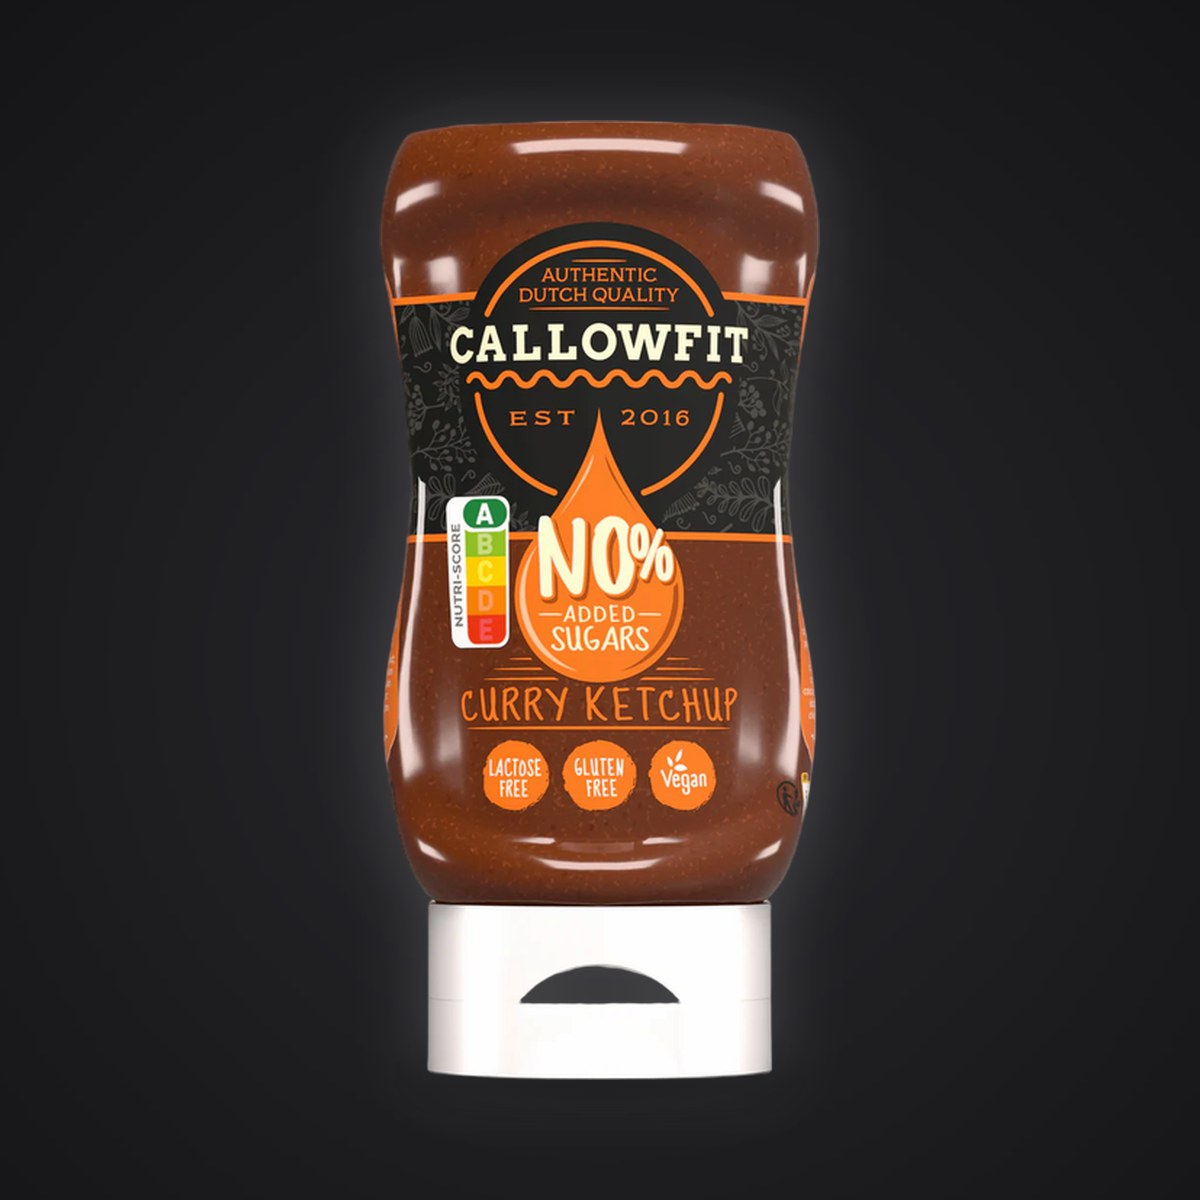 AUTHENTIC
DUTCH QUALITY
CALLOWFIT
EST 2016
NUTRI-SCORE
A
B
C
D
E
NO%
ADDED
SUGARS
CURRY KETCHUP
LACTOSE
FREE
GLUTEN
FREE
Vegan